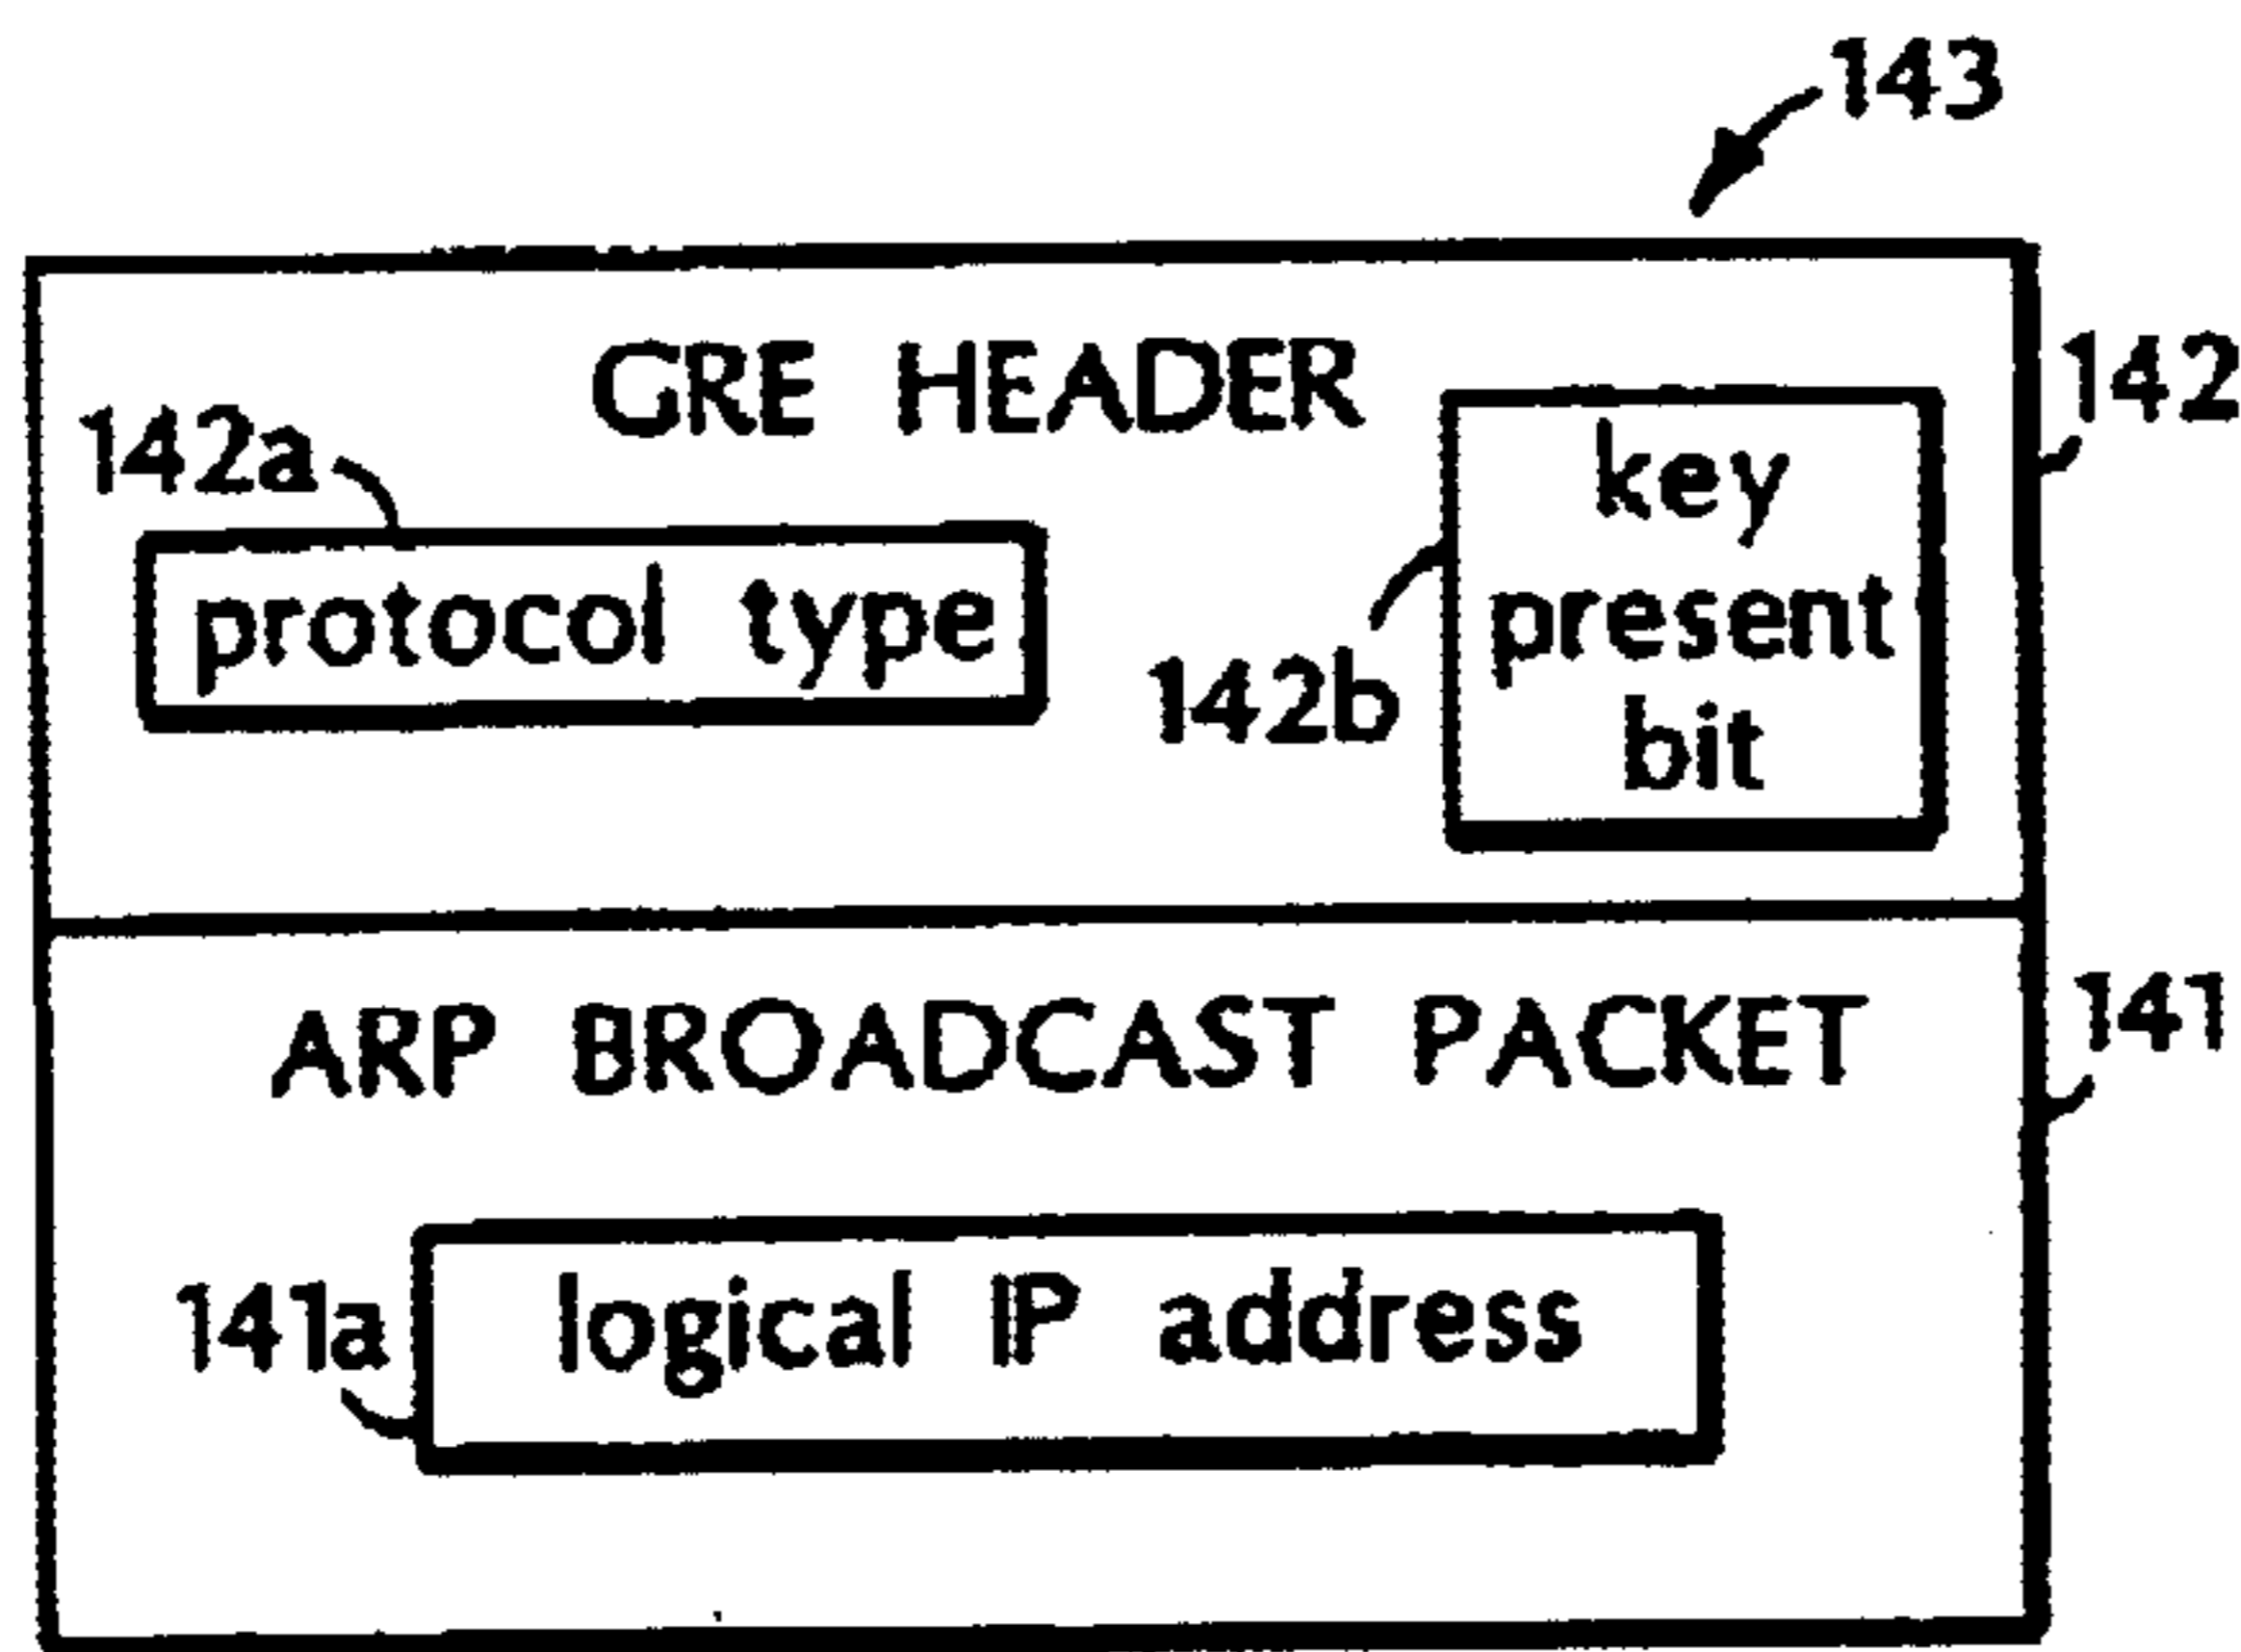 143
GRE HEADER
142
142a
key
present
bit
protocol type
142b
ARP BROADCAST PACKET
141
141a
logical IP address